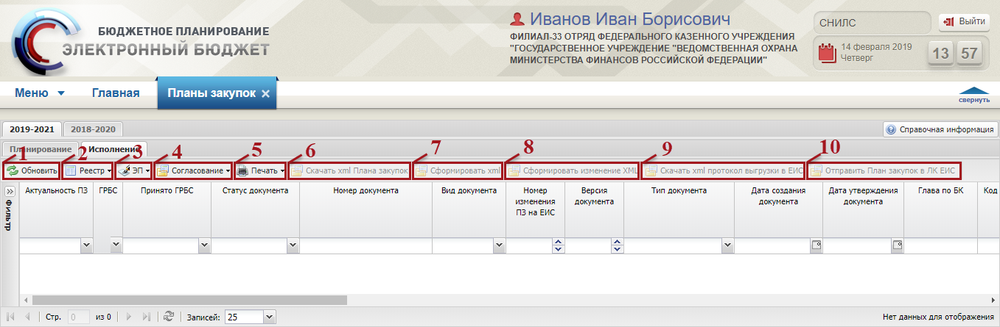 Иванов Иван Борисович
СНИЛС
Выйти
БЮДЖЕТНОЕ ПЛАНИРОВАНИЕ
ЭЛЕКТРОННЫЙ БЮДЖЕТ
ФИЛИАЛ-33 ОТРЯД ФЕДЕРАЛЬНОГО КАЗЕННОГО УЧРЕЖДЕНИЯ
"ГОСУДАРСТВЕННОЕ УЧРЕЖДЕНИЕ "ВЕДОМСТВЕННАЯ ОХРАНА
МИНИСТЕРСТВА ФИНАНСОВ РОССИЙСКОЙ ФЕДЕРАЦИИ"
14 февраля 2019
Четверг
13 57
Меню Главная Планы закупок
свернуть
2019-2021 2018-2020 Справочная информация
Планирование Исполнение
1 2 3 4 5 6 7 8 9 10
Обновить Реестр ЭП Согласование Печать Скачать xml Плана закупок Сформировать xml Сформировать изменение XML Скачать xml протокол выгрузки в ЕИС Отправить План закупок в ЛК ЕИС
Фильтр
Актуальность ПЗ ГРБС Принято ГРБС Статус документа Номер документа Вид документа Номер изменения ПЗ на ЕИС Версия документа Тип документа Дата создания документа Дата утверждения документа Глава по БК Код
Стр. 0 из 0 Записей: 25 Нет данных для отображения